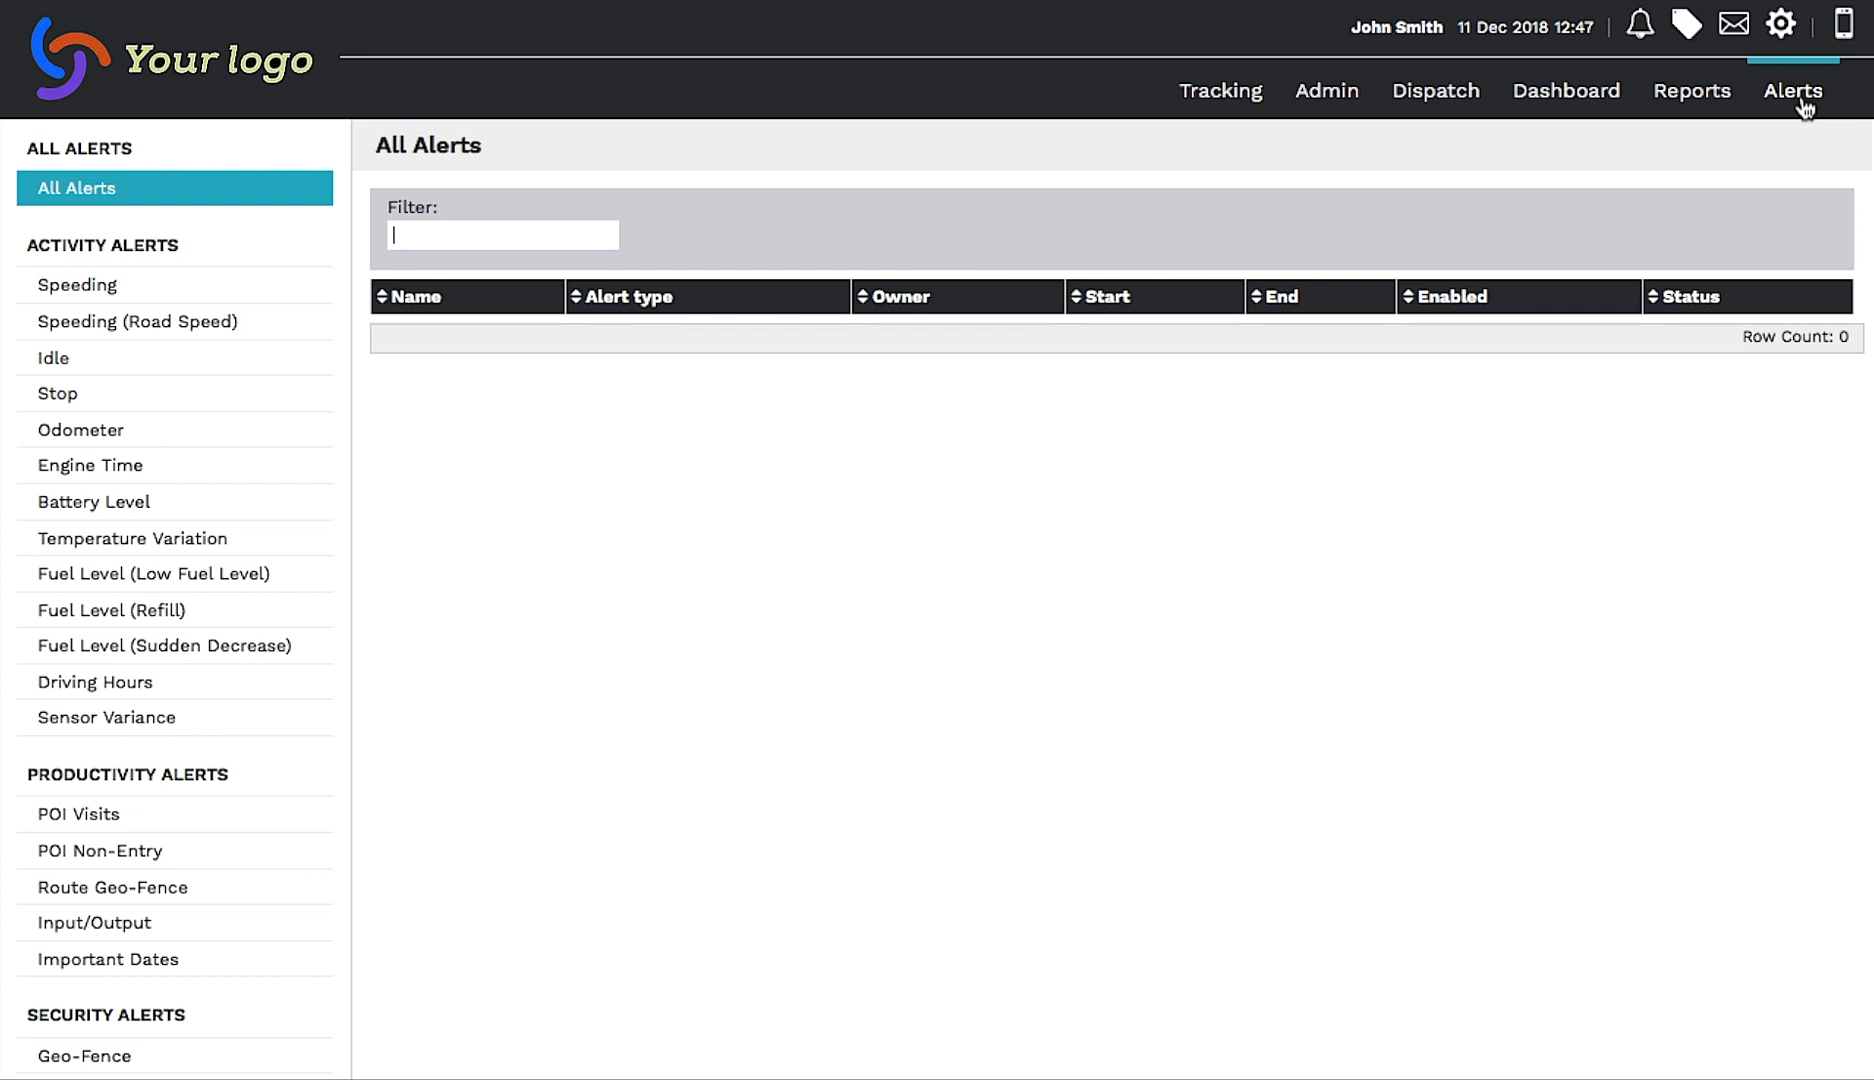 Your logo
John Smith 11 Dec 2018 12:47
Tracking Admin Dispatch Dashboard Reports Alerts
ALL ALERTS
All Alerts
ACTIVITY ALERTS
Speeding
Speeding (Road Speed)
Idle
Stop
Odometer
Engine Time
Battery Level
Temperature Variation
Fuel Level (Low Fuel Level)
Fuel Level (Refill)
Fuel Level (Sudden Decrease)
Driving Hours
Sensor Variance
PRODUCTIVITY ALERTS
POI Visits
POI Non-Entry
Route Geo-Fence
Input/Output
Important Dates
SECURITY ALERTS
Geo-Fence
All Alerts
Filter:
Name Alert type Owner Start End Enabled Status
Row Count: 0